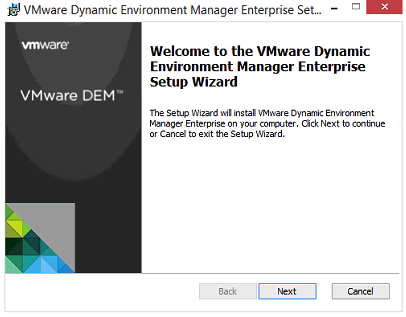 VMware Dynamic Environment Manager Enterprise Set...
vmware®
VMware DEM™
Welcome to the VMware Dynamic
Environment Manager Enterprise
Setup Wizard
The Setup Wizard will install VMware Dynamic Environment
Manager Enterprise on your computer. Click Next to continue
or Cancel to exit the Setup Wizard.
Back Next Cancel